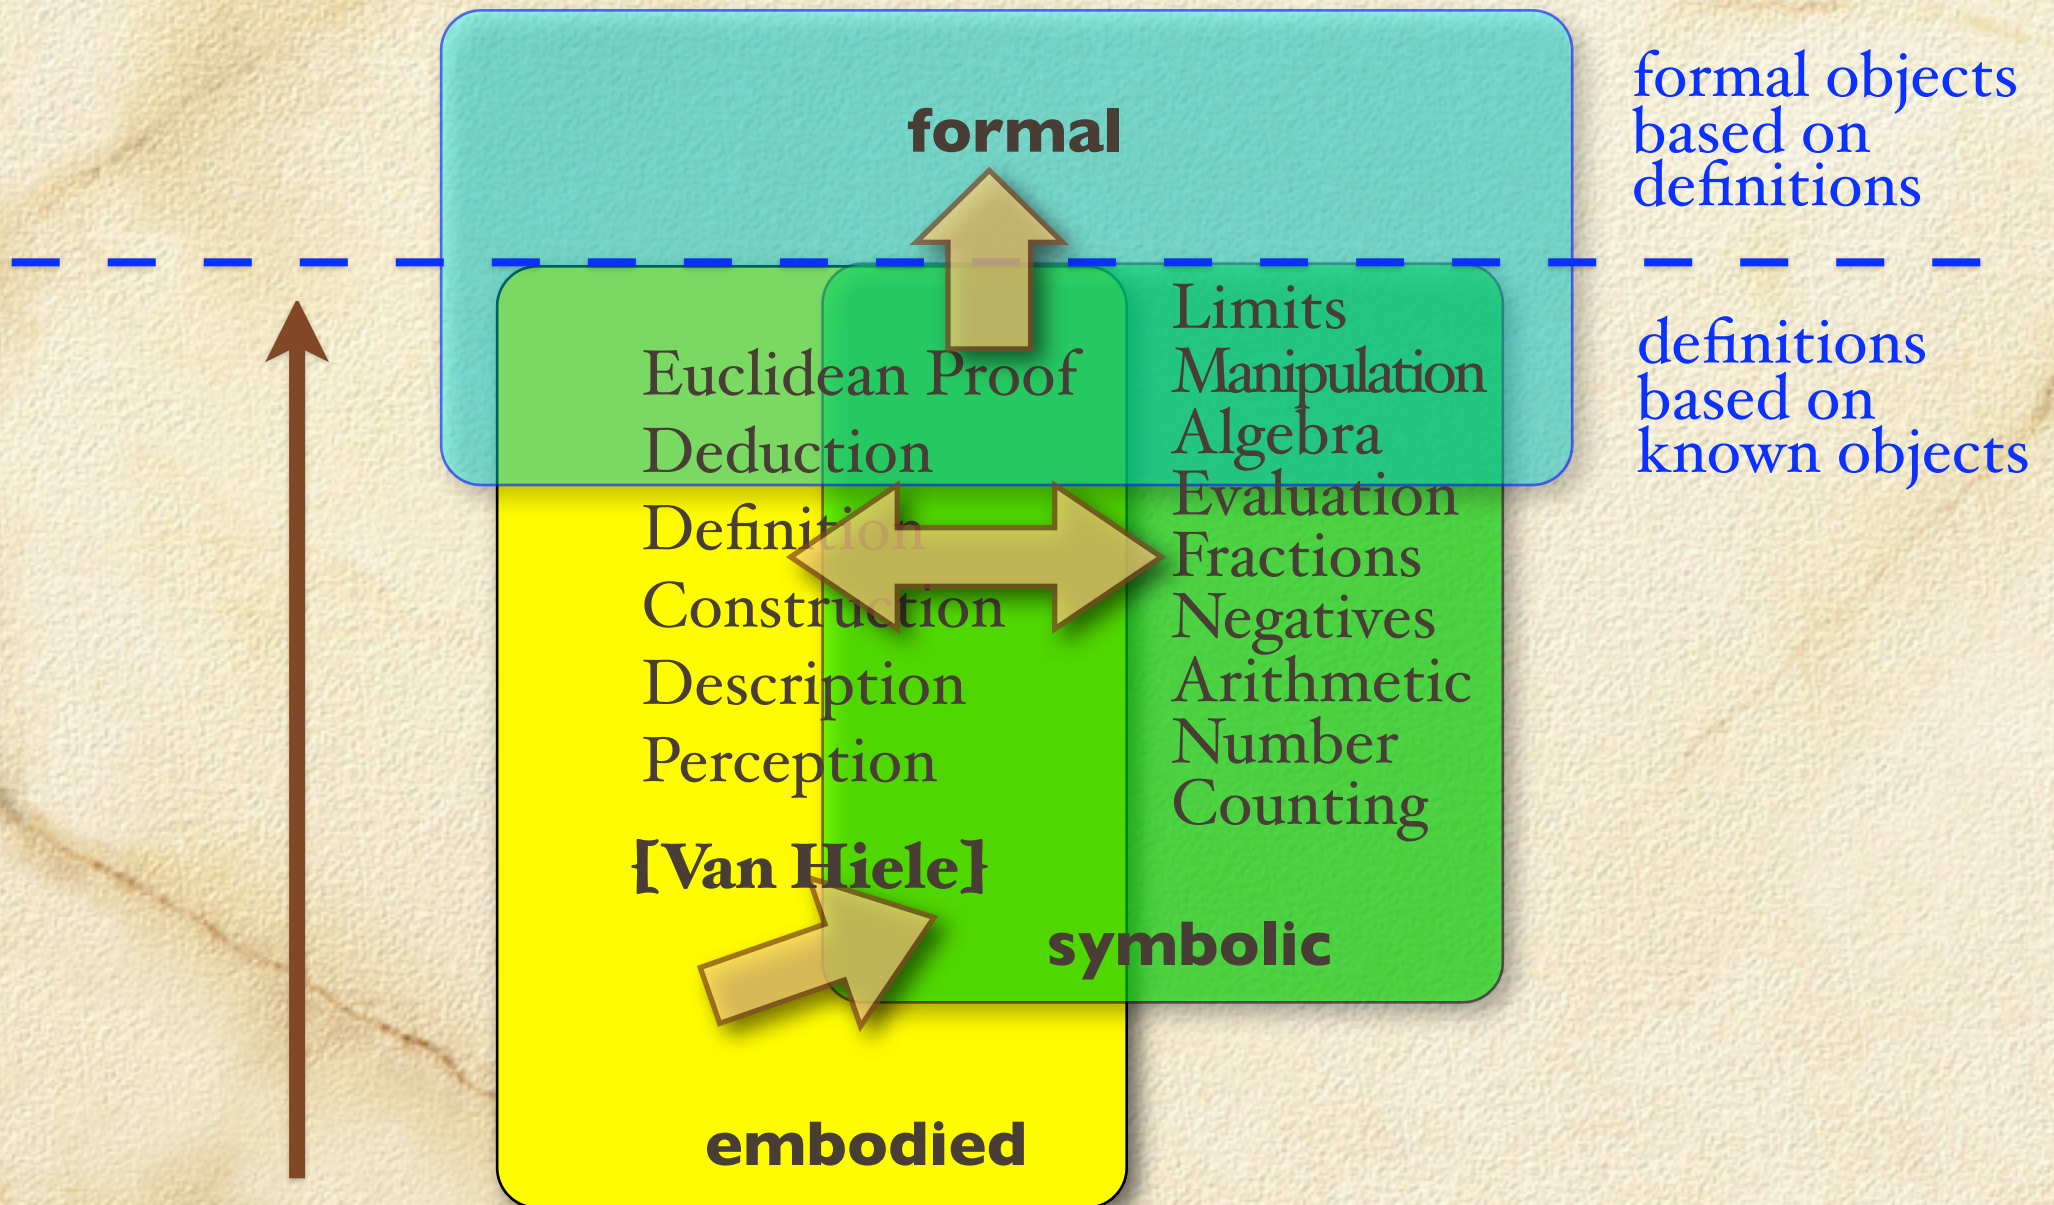 formal
formal objects
based on
definitions
Euclidean Proof
Deduction
Definition
Construction
Description
Perception
[Van Hiele]
Limits
Manipulation
Algebra
Evaluation
Fractions
Negatives
Arithmetic
Number
Counting
definitions
based on
known objects
symbolic
embodied